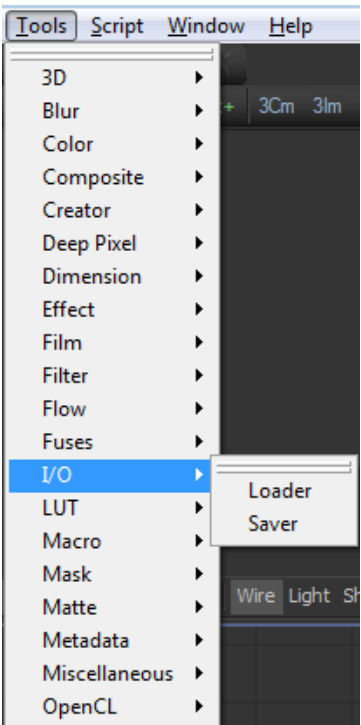 Tools Script Window Help
3D
+ 3Cm 3Im
Blur
Color
Composite
Creator
Deep Pixel
Dimension
Effect
Film
Filter
Flow
Fuses
I/O
Loader
LUT
Saver
Macro
Mask
Matte
Wire Light Sh
Metadata
Miscellaneous
OpenCL